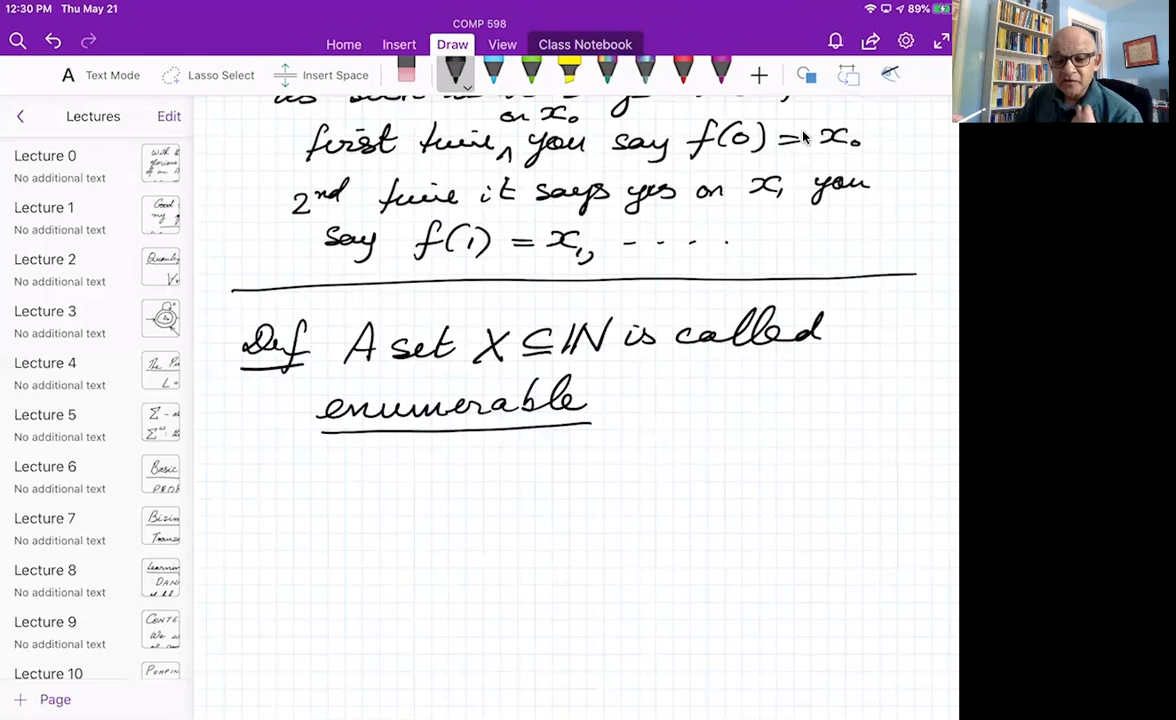 12:30 PM Thu May 21
89%
COMP 598
Home Insert Draw View Class Notebook
A Text Mode Lasso Select Insert Space
Lectures Edit
Lecture 0
No additional text
Lecture 1
No additional text
Lecture 2
No additional text
Lecture 3
No additional text
Lecture 4
No additional text
Lecture 5
No additional text
Lecture 6
No additional text
Lecture 7
No additional text
Lecture 8
No additional text
Lecture 9
No additional text
Lecture 10
+ Page
on x₀
first time ^ you say f(0) = x₀
2nd time it says yes on x₁ you
say f(1) = x₁, - - - -
Def A set X ⊆ ℕ is called
enumerable